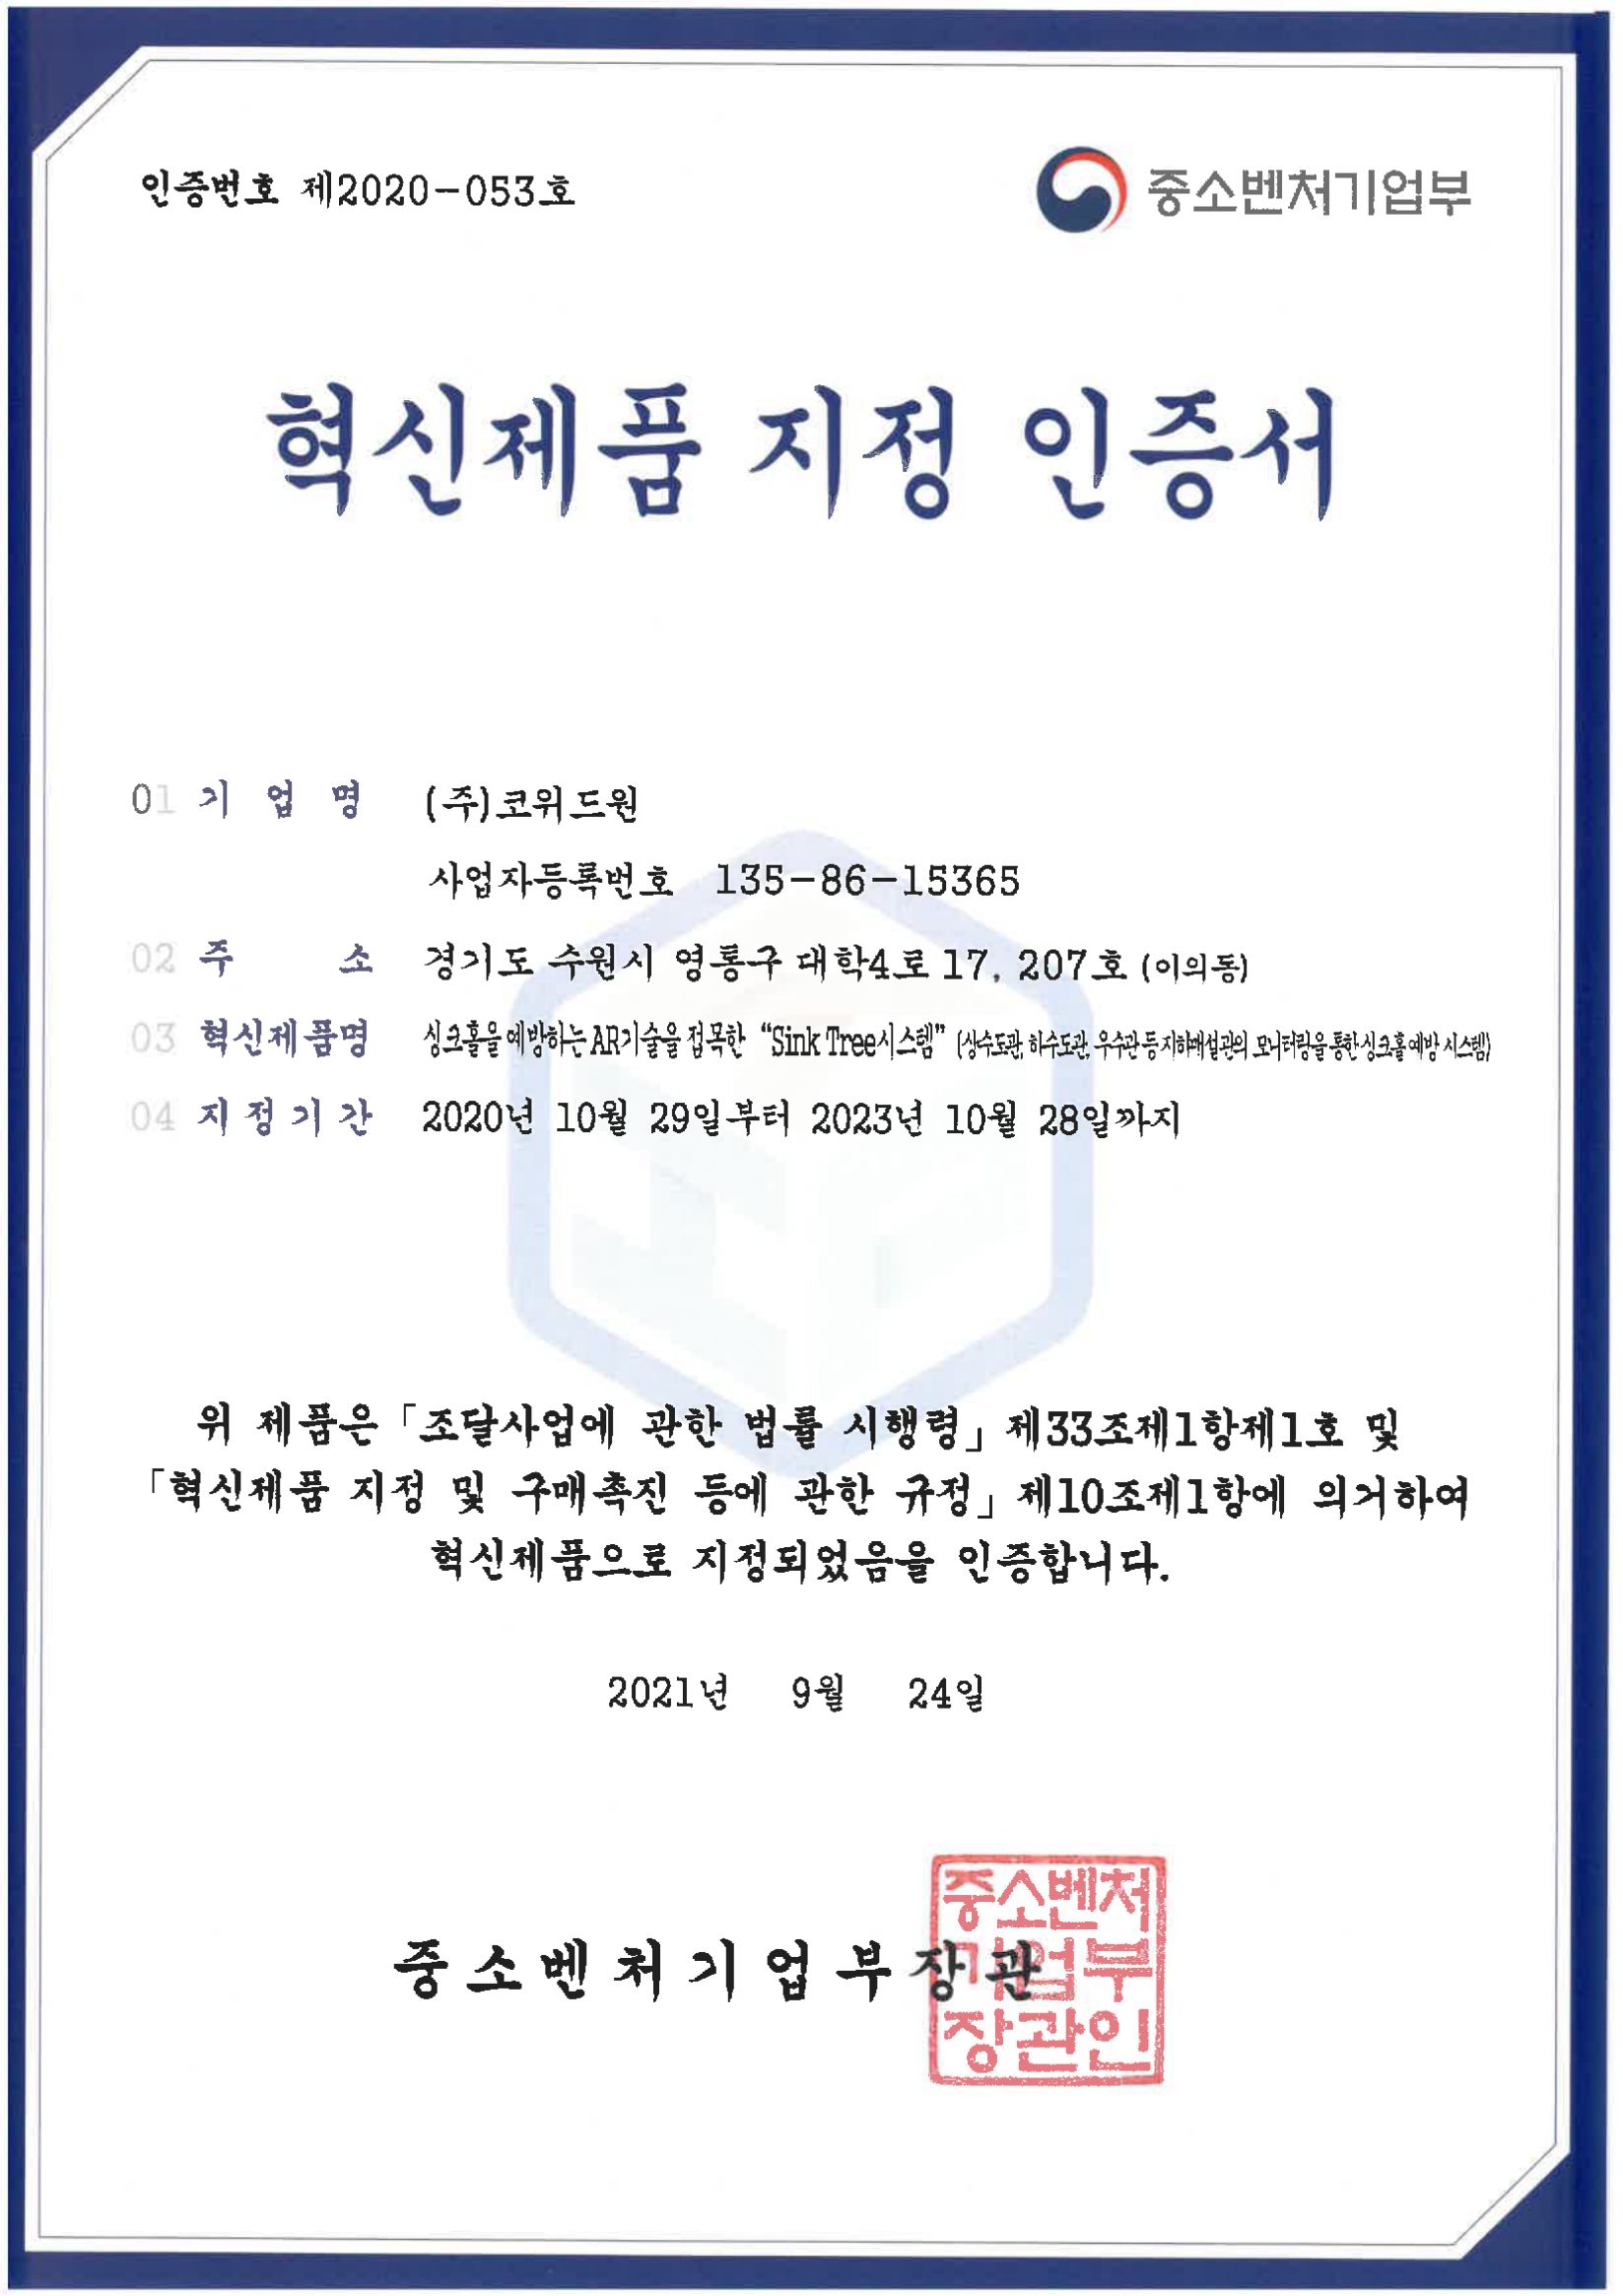 인증번호 제2020-053호
중소벤처기업부
혁신제품 지정 인증서
01 기 업 명 (주)코위드원
사업자등록번호 135-86-15365
02 주 소 경기도 수원시 영통구 대학4로 17, 207호 (이의동)
03 혁신제품명 싱크홀을 예방하는 AR기술을 접목한 “Sink Tree시스템” (상수도관, 하수도관, 우수관 등 지하매설관의 모니터링을 통한 싱크홀 예방 시스템)
04 지 정 기 간 2020년 10월 29일부터 2023년 10월 28일까지
위 제품은 「조달사업에 관한 법률 시행령」 제33조제1항제1호 및
「혁신제품 지정 및 구매촉진 등에 관한 규정」 제10조제1항에 의거하여
혁신제품으로 지정되었음을 인증합니다.
2021년 9월 24일
중소벤처기업부장관
중소벤처
기업부
장관인